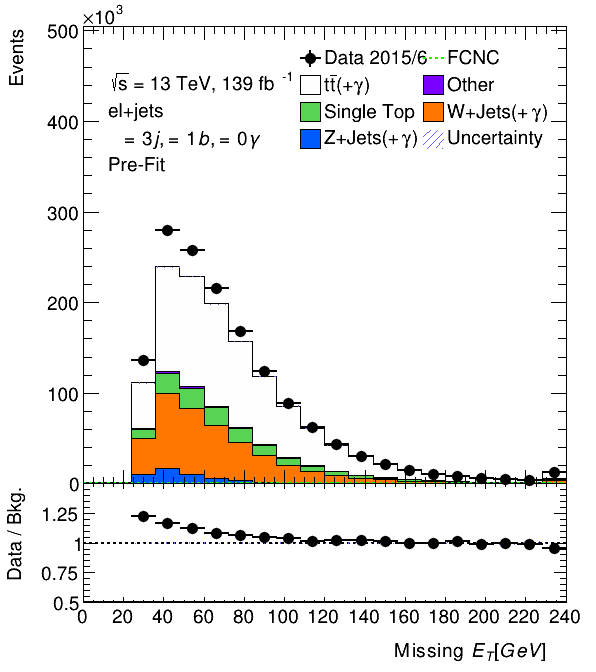 ×10³
Events
500
400
300
200
100
0
√s = 13 TeV, 139 fb⁻¹
el+jets
= 3j, = 1b, = 0γ
Pre-Fit
Data 2015/6
FCNC
tt̄(+γ)
Other
Single Top
W+Jets(+γ)
Z+Jets(+γ)
Uncertainty
Data / Bkg.
1.25
1
0.75
0.5
0 20 40 60 80 100 120 140 160 180 200 220 240
Missing E_T[GeV]